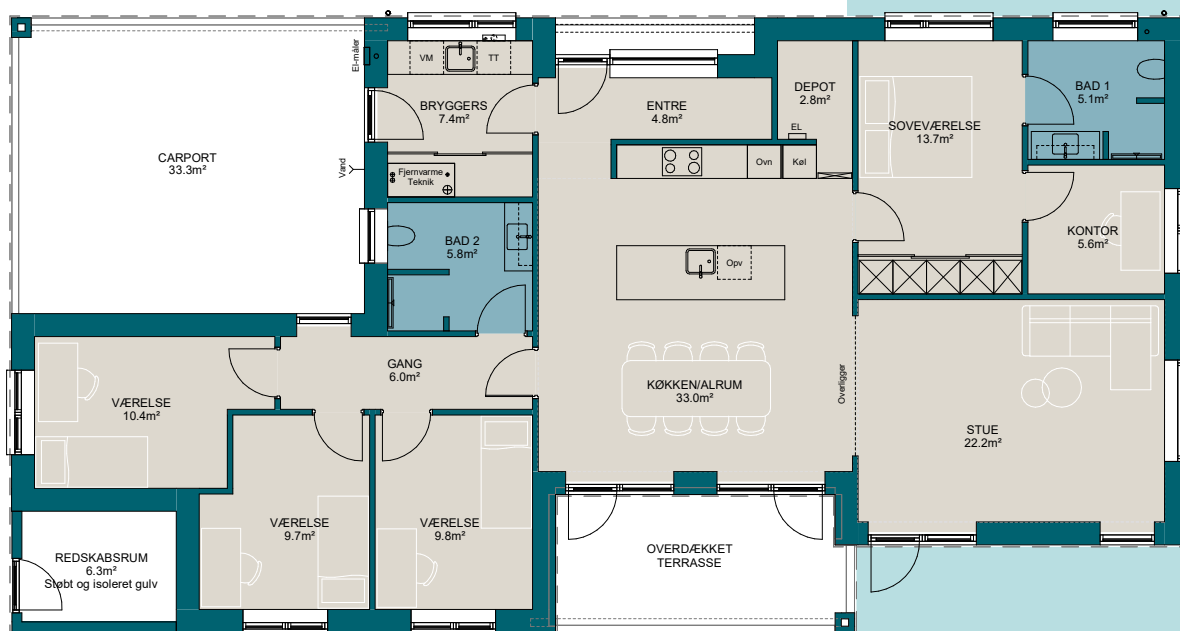 El-måler
VM
TT
BRYGGERS
7.4m²
ENTRE
4.8m²
DEPOT
2.8m²
EL
SOVEVÆRELSE
13.7m²
BAD 1
5.1m²
CARPORT
33.3m²
Vand
Fjernvarme
Teknik
Ovn
Køl
BAD 2
5.8m²
Opv
KONTOR
5.6m²
GANG
6.0m²
VÆRELSE
10.4m²
KØKKEN/ALRUM
33.0m²
Overligger
STUE
22.2m²
VÆRELSE
9.7m²
VÆRELSE
9.8m²
REDSKABSRUM
6.3m²
Støbt og isoleret gulv
OVERDÆKKET
TERRASSE